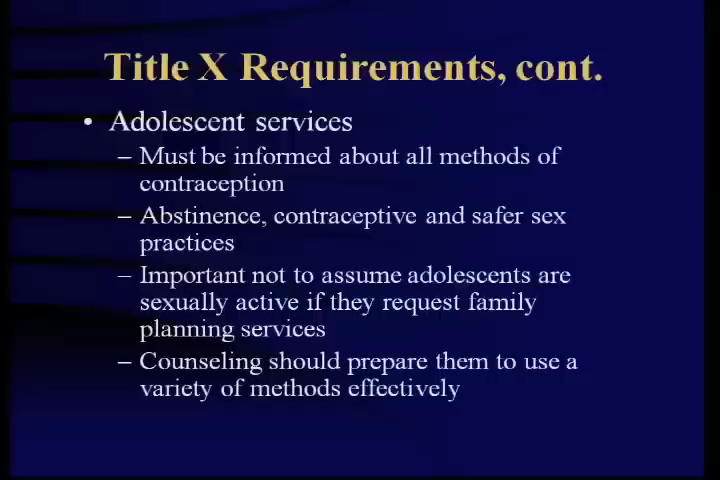 Title X Requirements, cont.
• Adolescent services
– Must be informed about all methods of
contraception
– Abstinence, contraceptive and safer sex
practices
– Important not to assume adolescents are
sexually active if they request family
planning services
– Counseling should prepare them to use a
variety of methods effectively